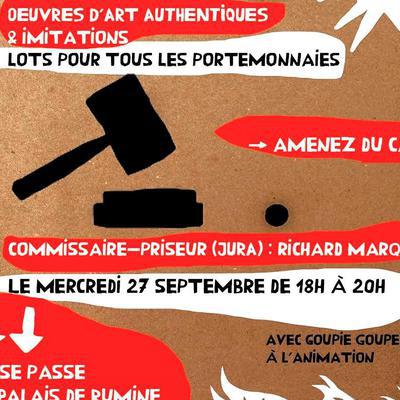 OEUVRES D'ART AUTHENTIQUES
& IMITATIONS
LOTS POUR TOUS LES PORTEMONNAIES
→ AMENEZ DU
COMMISSAIRE-PRISEUR (JURA) : RICHARD
LE MERCREDI 27 SEPTEMBRE DE 18H À 20H
AVEC GOUPIE
À L'ANIMATION
SE PASSE
PALAIS DE RUMINE